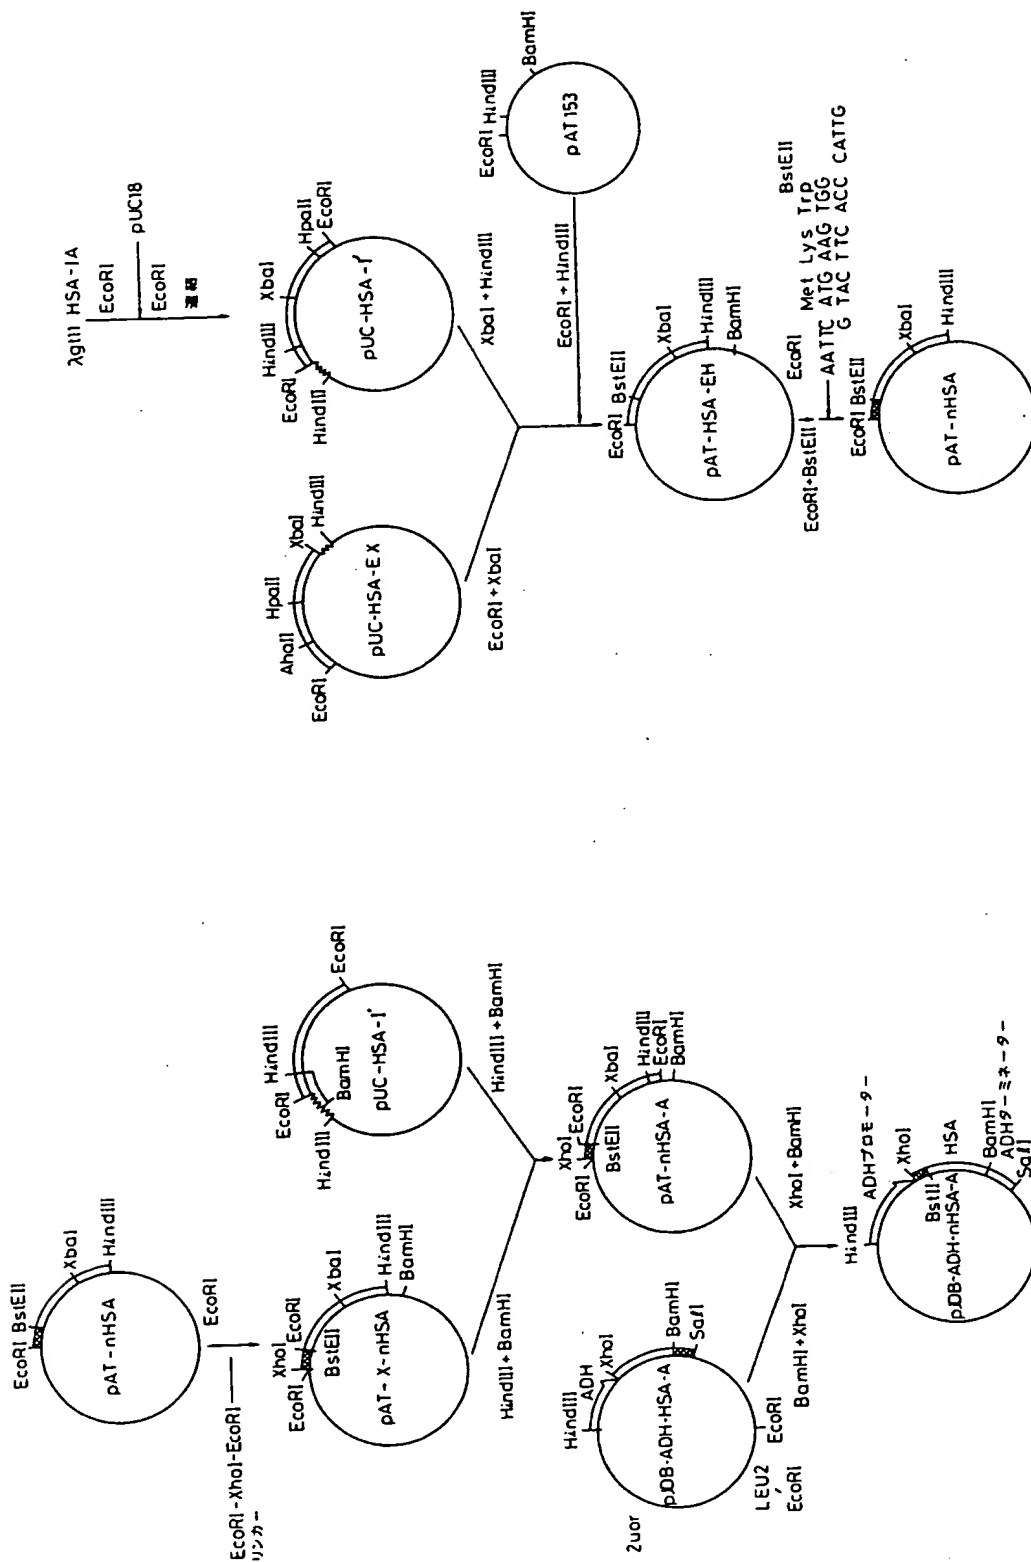 λgt11 HSA-1A
EcoRI
pUC18
EcoRI
連結
HindIII
XbaI
HpaII
EcoRI
EcoRI
HindIII
pUC-HSA-I'
XbaI + HindIII
AhaII
HpaII
XbaI
HindIII
EcoRI
pUC-HSA-EX
EcoRI+XbaI
EcoRI HindIII
BamHI
pAT153
EcoRI + HindIII
EcoRI
BstEII
XbaI
HindIII
BamHI
pAT-HSA-EH
EcoRI+BstEII
EcoRI Met Lys Trp BstEII
AATTC ATG AAG TGG
G TAC TTC ACC CATTG
EcoRI BstEII
XbaI
HindIII
pAT-nHSA
EcoRI BstEII
XbaI
HindIII
pAT-nHSA
EcoRI
EcoRI-XhoI-EcoRI
リンカー
XhoI
EcoRI
EcoRI
BstEII
XbaI
HindIII
BamHI
pAT-X-nHSA
HindIII+BamHI
HindIII
EcoRI
EcoRI
BamHI
HindIII
pUC-HSA-I'
HindIII + BamHI
XhoI
EcoRI
EcoRI
BstEII
XbaI
HindIII
EcoRI
BamHI
pAT-nHSA-A
XhoI+BamHI
HindIII
ADH
XhoI
BamHI
SalI
pJDB-ADH-HSA-A
2uor
LEU2
EcoRI
EcoRI
BamHI+XhoI
HindIII
ADHプロモーター
XhoI
BstII
HSA
BamHI
ADHターミネーター
SalI
pJDB-ADH-nHSA-A